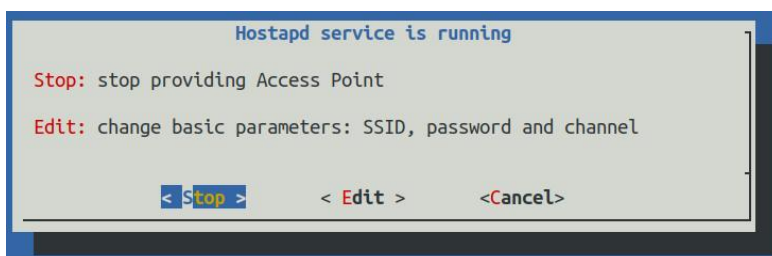 Hostapd service is running
Stop: stop providing Access Point
Edit: change basic parameters: SSID, password and channel
< Stop > < Edit > <Cancel>